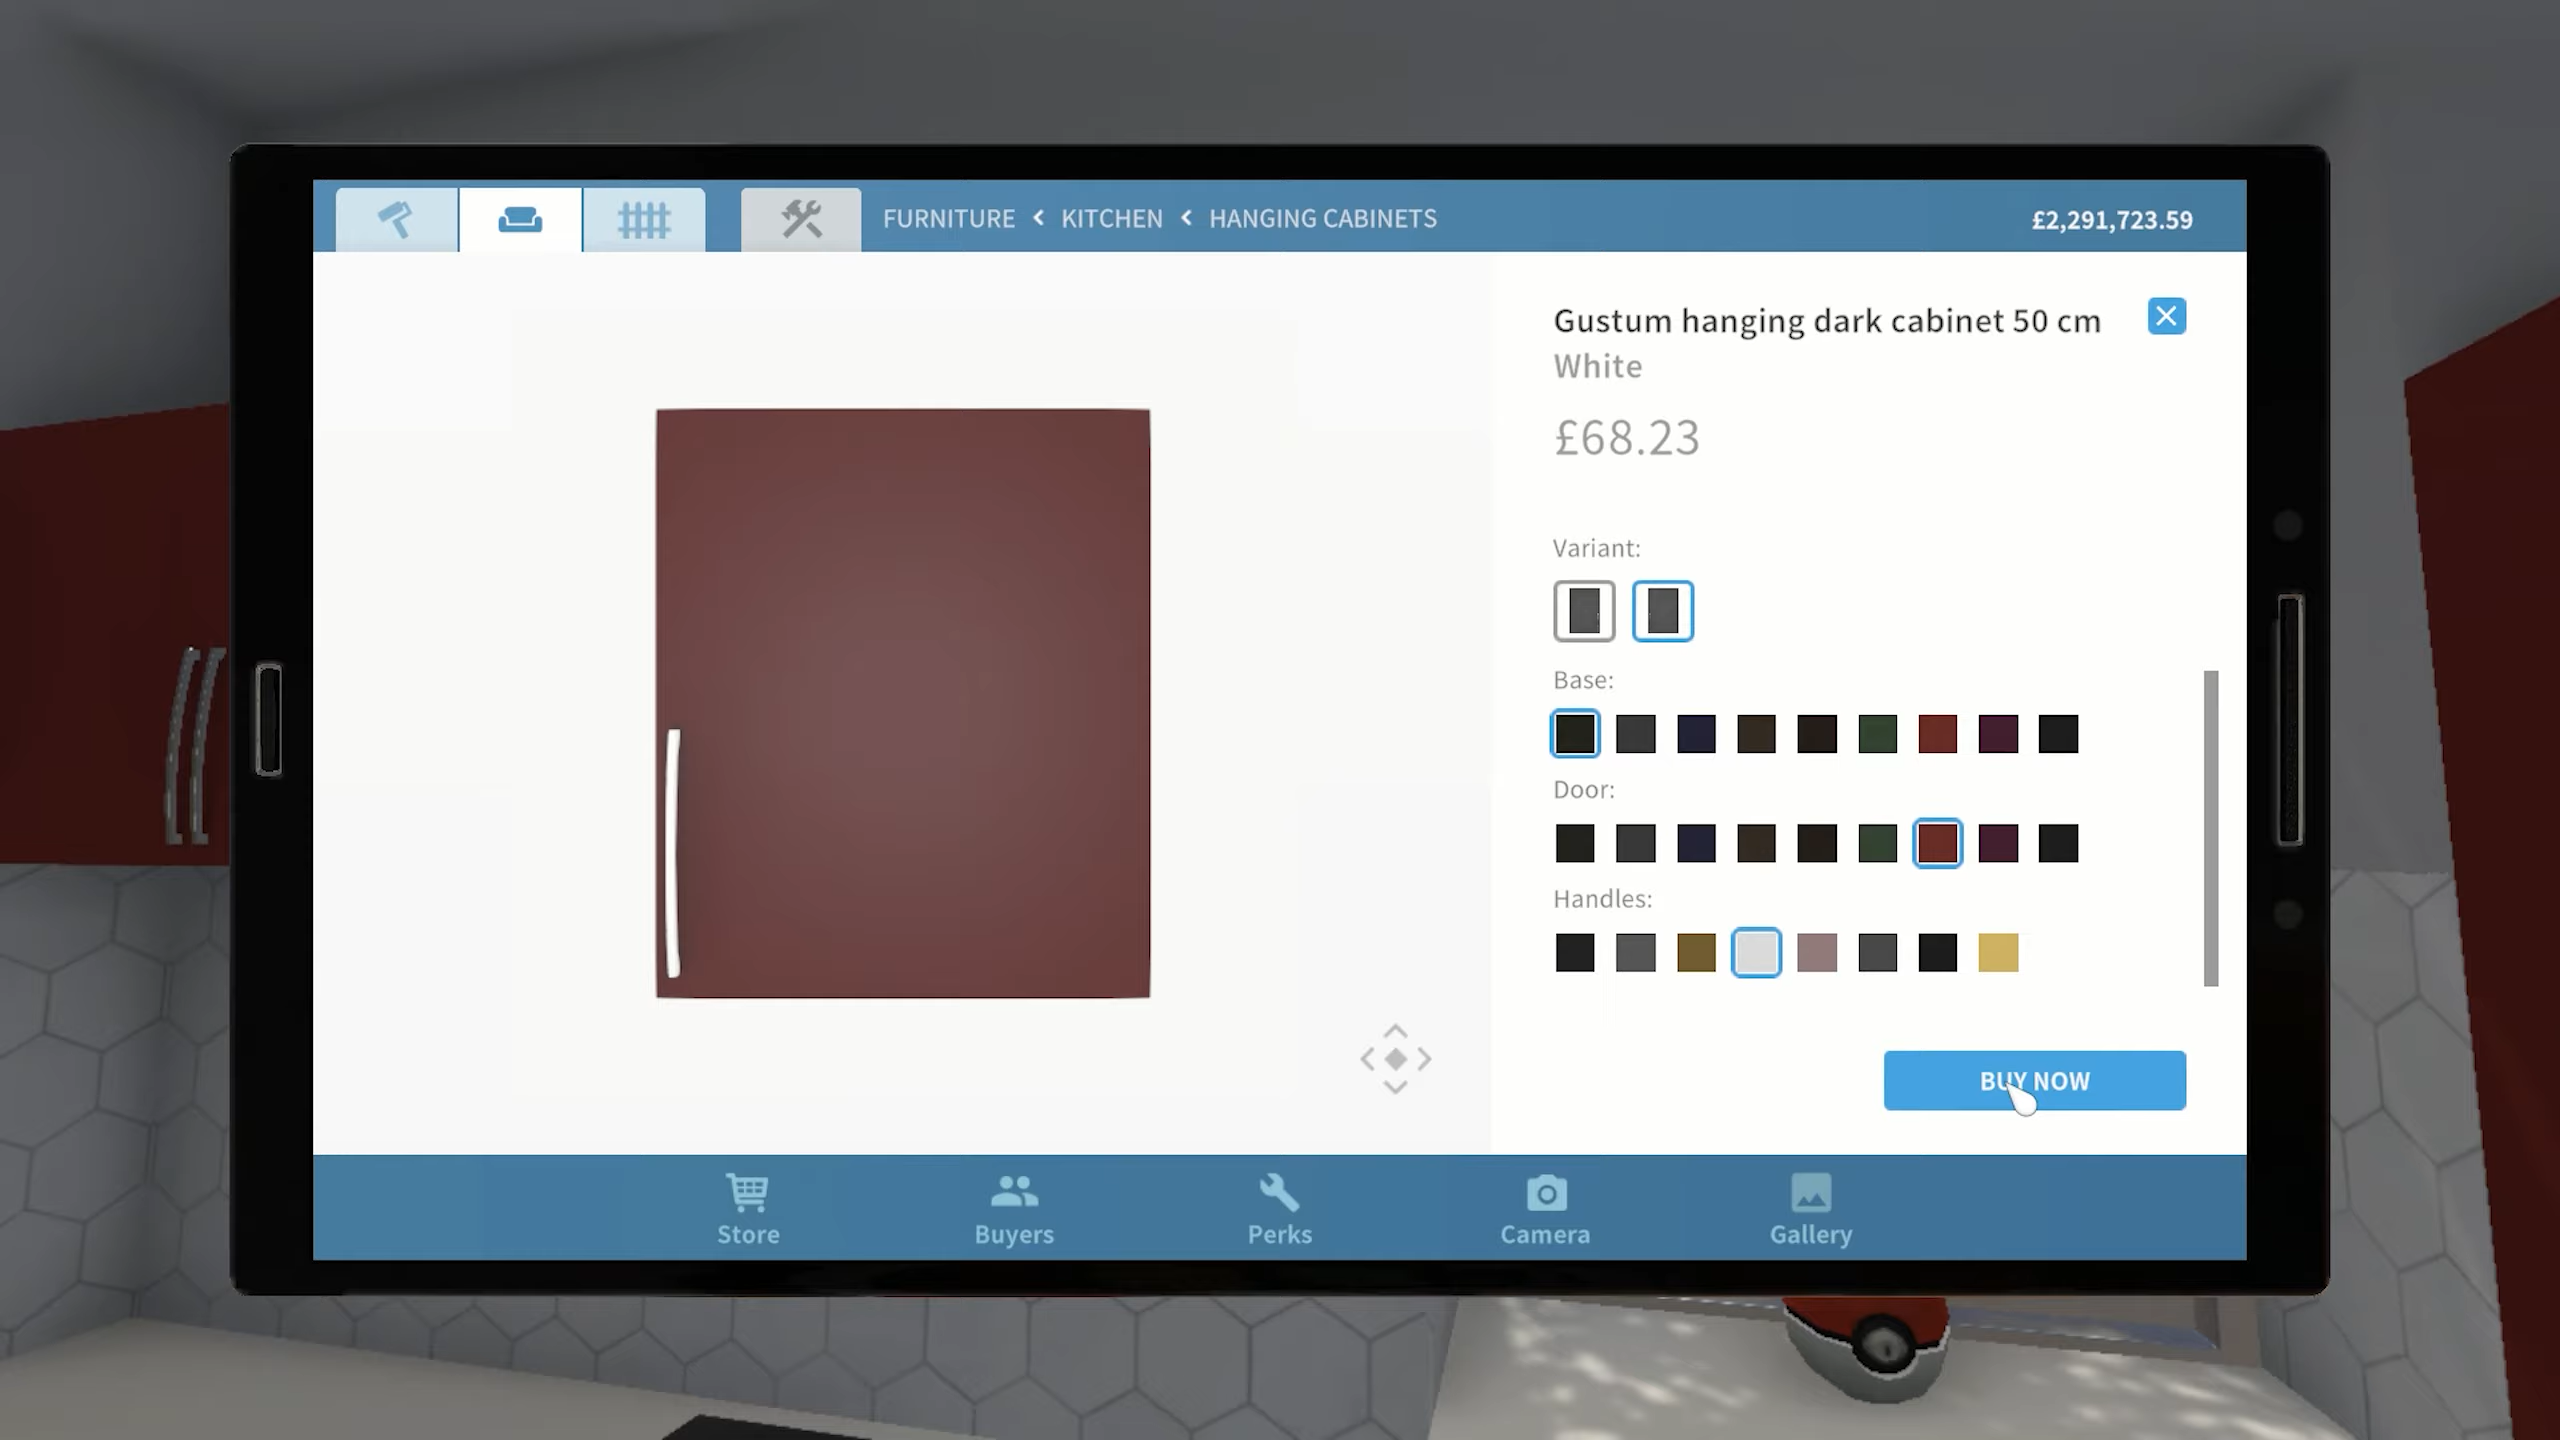 FURNITURE < KITCHEN < HANGING CABINETS
£2,291,723.59
Gustum hanging dark cabinet 50 cm
White
£68.23
Variant:
Base:
Door:
Handles:
BUY NOW
Store
Buyers
Perks
Camera
Gallery